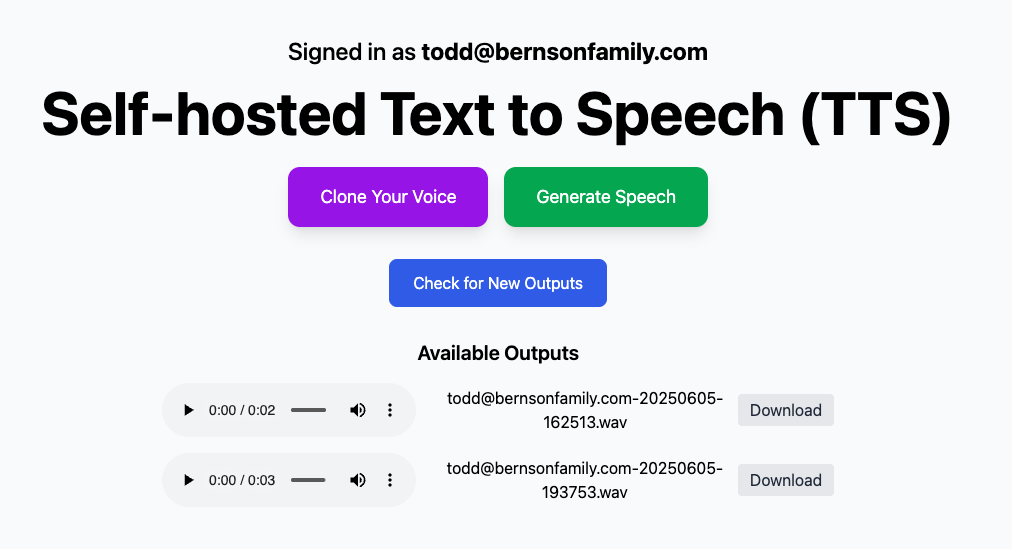 Signed in as todd@bernsonfamily.com
Self-hosted Text to Speech (TTS)
Clone Your Voice
Generate Speech
Check for New Outputs
Available Outputs
0:00 / 0:02
todd@bernsonfamily.com-20250605-
162513.wav
Download
0:00 / 0:03
todd@bernsonfamily.com-20250605-
193753.wav
Download